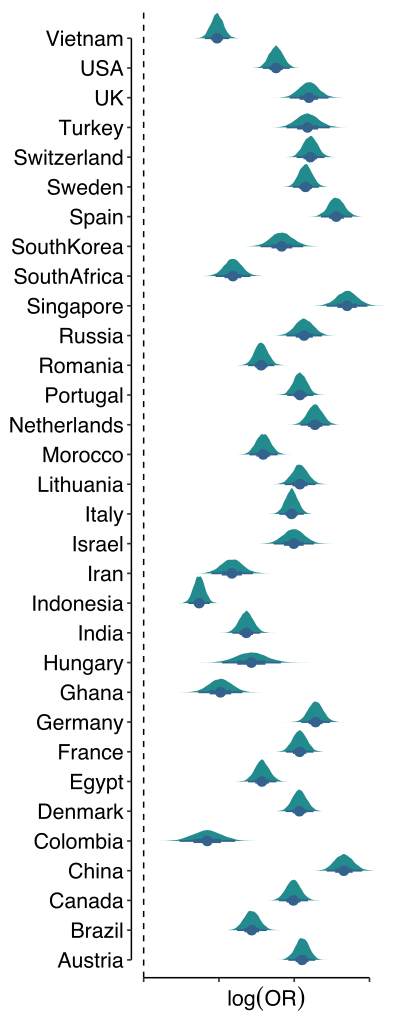 Vietnam
USA
UK
Turkey
Switzerland
Sweden
Spain
SouthKorea
SouthAfrica
Singapore
Russia
Romania
Portugal
Netherlands
Morocco
Lithuania
Italy
Israel
Iran
Indonesia
India
Hungary
Ghana
Germany
France
Egypt
Denmark
Colombia
China
Canada
Brazil
Austria
log(OR)